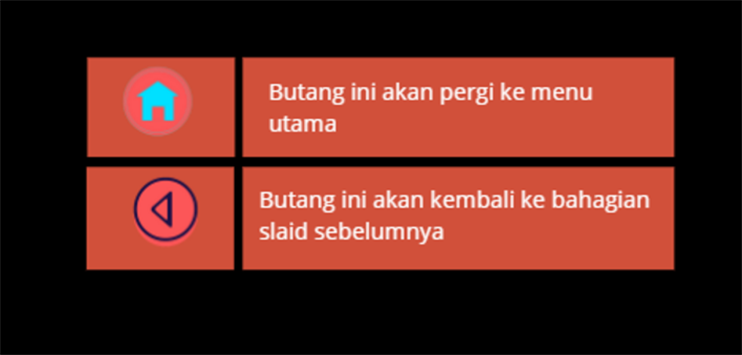 Butang ini akan pergi ke menu
utama
Butang ini akan kembali ke bahagian
slaid sebelumnya